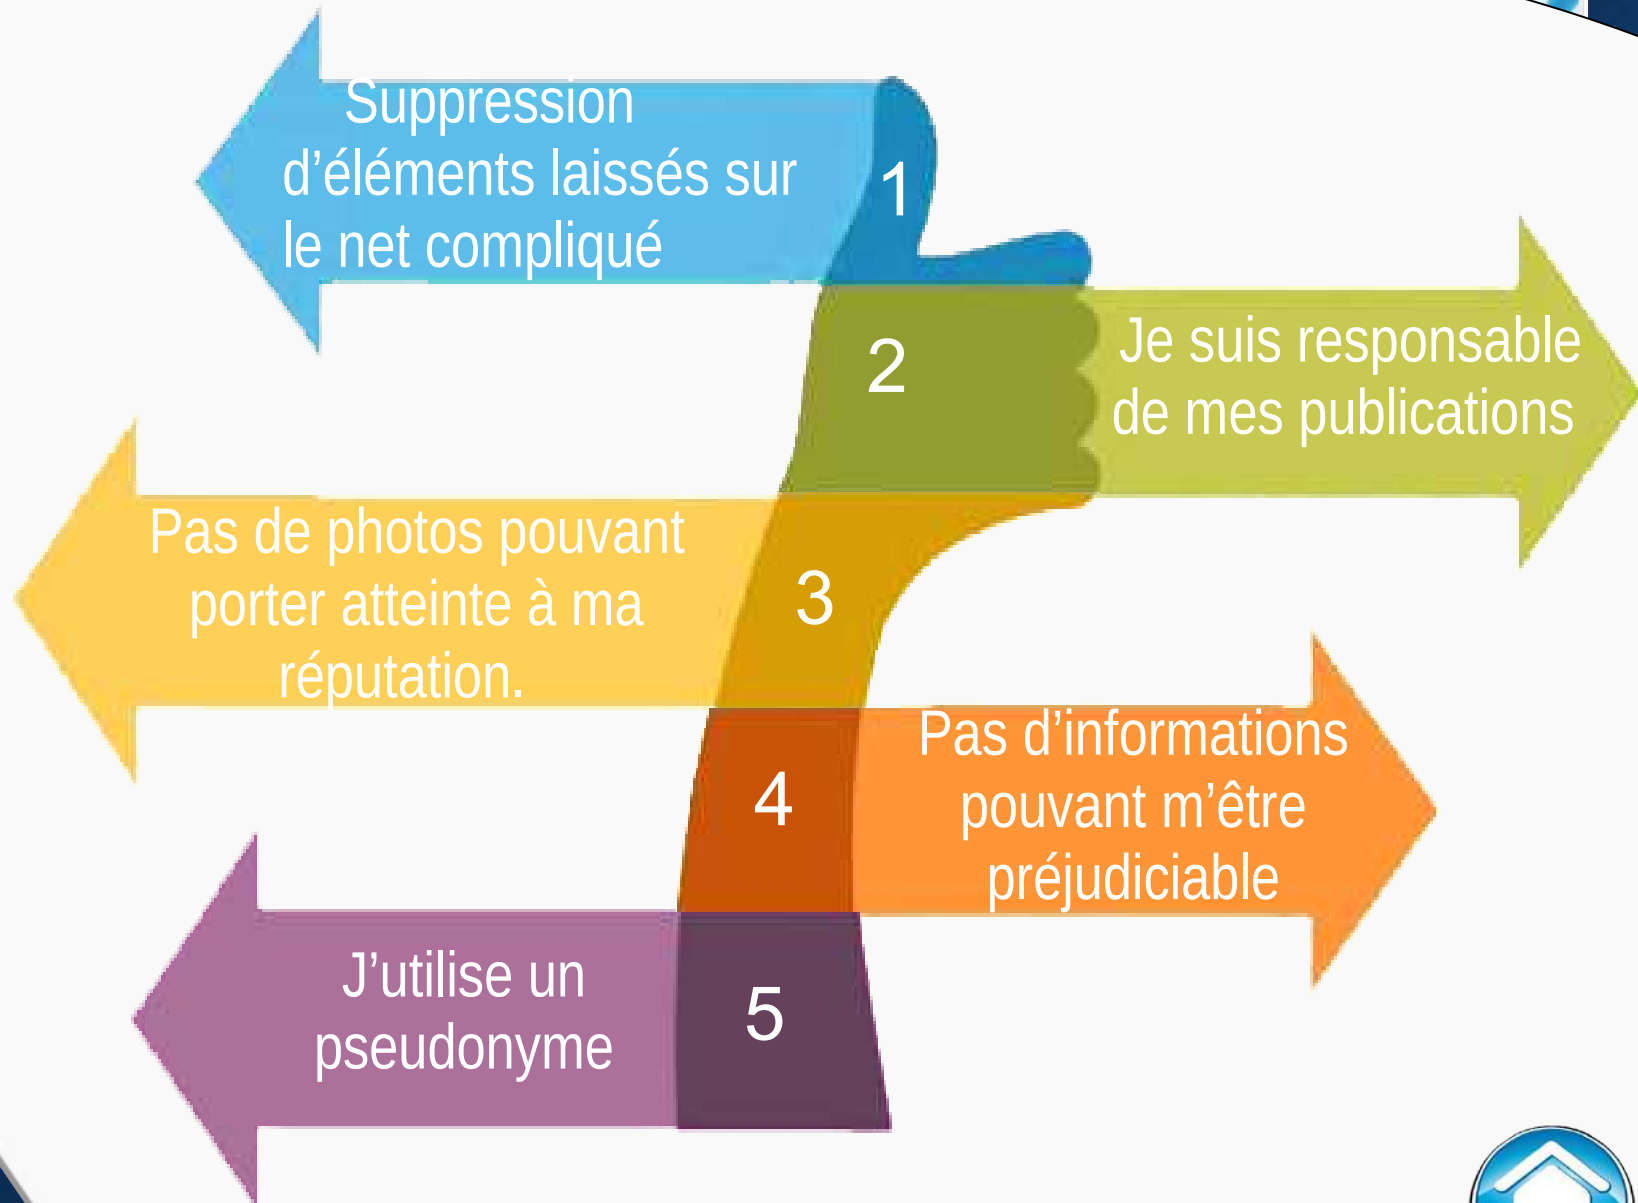 Suppression
d’éléments laissés sur
le net compliqué
1
2
Je suis responsable
de mes publications
Pas de photos pouvant
porter atteinte à ma
réputation.
3
4
Pas d’informations
pouvant m’être
préjudiciable
J’utilise un
pseudonyme
5